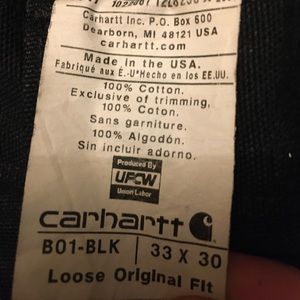 Carhartt Inc. P.O. Box 600
Dearborn, MI 48121 USA
carhartt.com
Made in the USA.
Fabriqué aux É.-U•Hecho en los EE.UU.
100% Cotton.
Exclusive of trimming,
100% Coton.
Sans garniture.
100% Algodón.
Sin incluir adorno.
Produced By
UFCW
Union Labor
carhartt
B01-BLK 33 X 30
Loose Original Fit